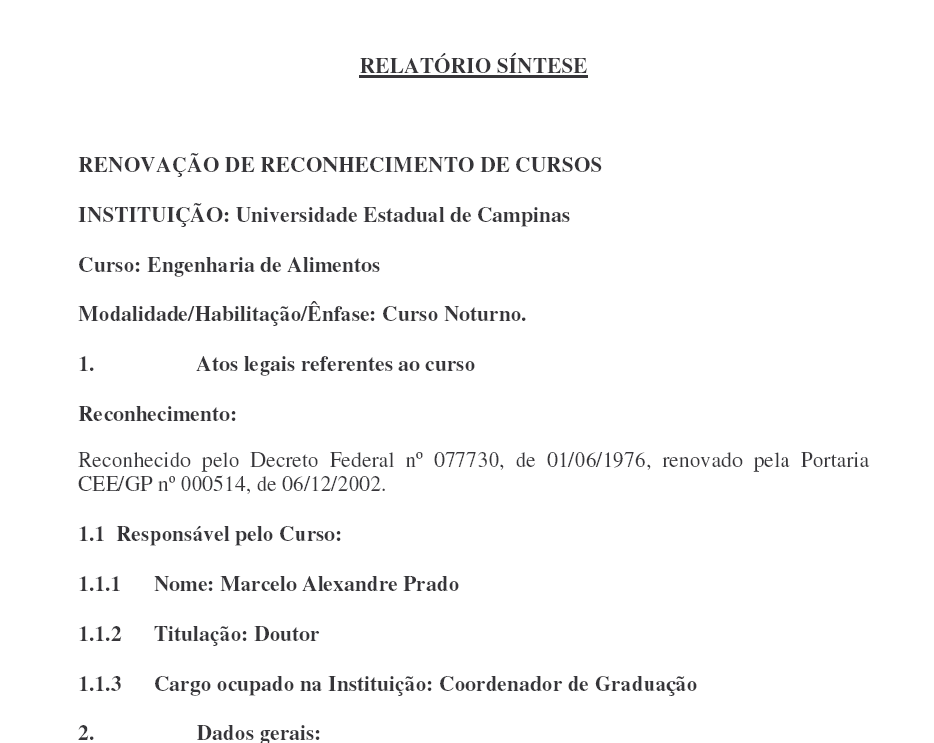 RELATÓRIO SÍNTESE
RENOVAÇÃO DE RECONHECIMENTO DE CURSOS
INSTITUIÇÃO: Universidade Estadual de Campinas
Curso: Engenharia de Alimentos
Modalidade/Habilitação/Ênfase: Curso Noturno.
1. Atos legais referentes ao curso
Reconhecimento:
Reconhecido pelo Decreto Federal nº 077730, de 01/06/1976, renovado pela Portaria
CEE/GP nº 000514, de 06/12/2002.
1.1 Responsável pelo Curso:
1.1.1 Nome: Marcelo Alexandre Prado
1.1.2 Titulação: Doutor
1.1.3 Cargo ocupado na Instituição: Coordenador de Graduação
2. Dados gerais: